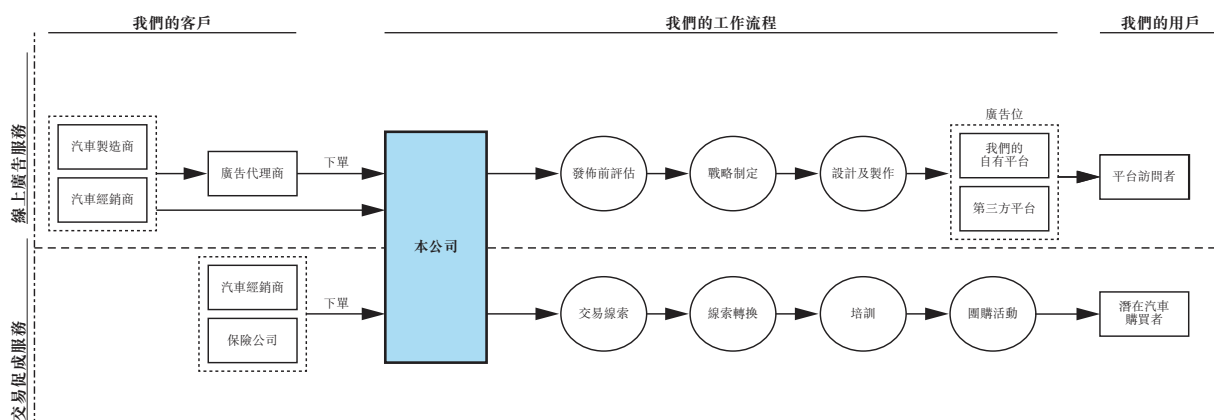 我們的客戶
我們的工作流程
我們的用戶
線上廣告服務
汽車製造商
汽車經銷商
廣告代理商
下單
發佈前評估
戰略制定
設計及製作
廣告位
我們的
自有平台
第三方平台
平台訪問者
本公司
交易促成服務
汽車經銷商
保險公司
下單
交易線索
線索轉換
培訓
團購活動
潛在汽車
購買者